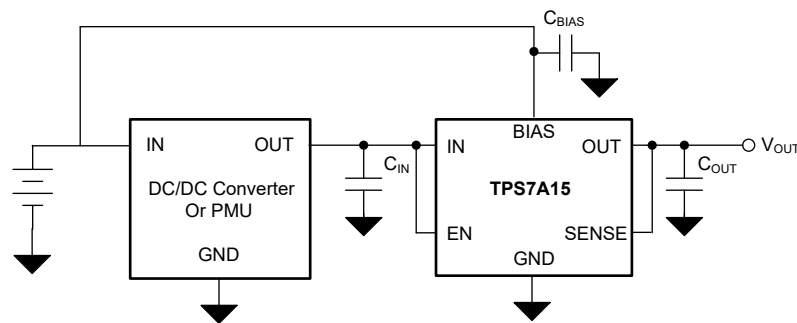 CBIAS
IN
OUT
DC/DC Converter
Or PMU
GND
CIN
BIAS
IN
OUT
TPS7A15
EN
SENSE
GND
COUT
VOUT